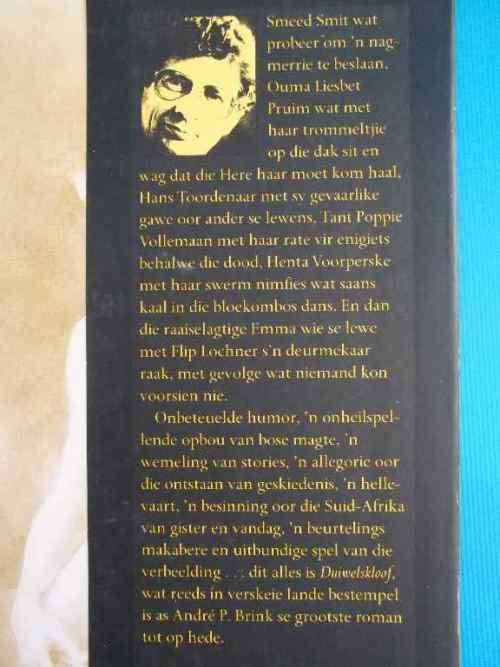 Smeed Smit wat
probeer om 'n nag-
merrie te beslaan,
Ouma Liesbet
Pruim wat met
haar trommeltjie
op die dak sit en
wag dat die Here haar moet kom haal,
Hans Toordenaar met sy gevaarlike
gawe oor ander se lewens, Tant Poppie
Vollemaan met haar rate vir enigiets
behalwe die dood, Henta Voorperske
met haar swerm nimfies wat saans
kaal in die bloekombos dans. En dan
die raaiselagtige Emma wie se lewe
met Flip Lochner s'n deurmekaar
raak, met gevolge wat niemand kon
voorsien nie.
Onbeteuelde humor, 'n onheilspel-
lende opbou van bose magte, 'n
wemeling van stories, 'n allegorie oor
die ontstaan van geskiedenis, 'n helle-
vaart, 'n besinning oor die Suid-Afrika
van gister en vandag, 'n beurtelings
makabere en uitbundige spel van die
verbeelding . . . dit alles is Duiwelskloof,
wat reeds in verskeie lande bestempel
is as André P. Brink se grootste roman
tot op hede.